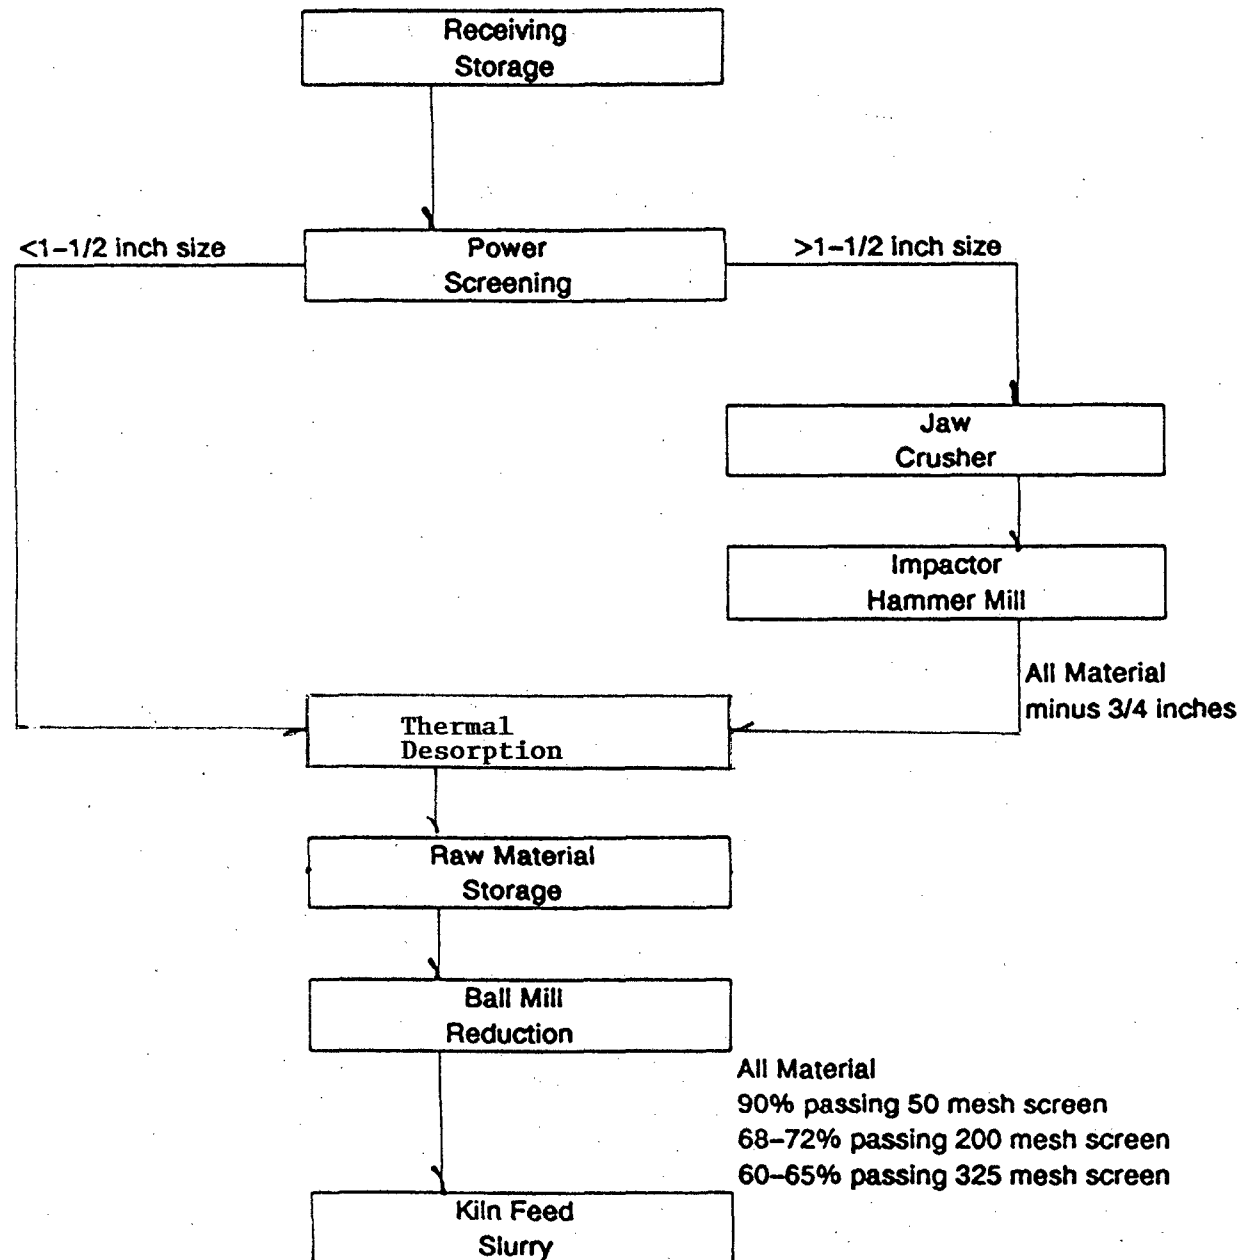 Receiving
Storage
<1-1/2 inch size
Power
Screening
>1-1/2 inch size
Jaw
Crusher
Impactor
Hammer Mill
All Material
minus 3/4 inches
Thermal
Desorption
Raw Material
Storage
Ball Mill
Reduction
All Material
90% passing 50 mesh screen
68-72% passing 200 mesh screen
60-65% passing 325 mesh screen
Kiln Feed
Slurry